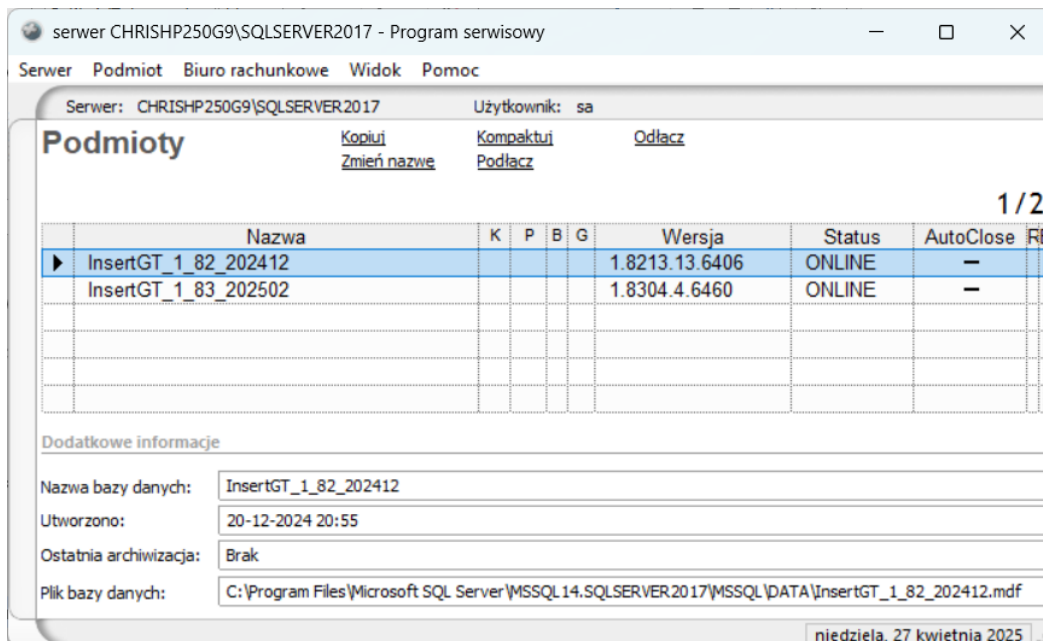 serwer CHRISHP250G9\SQLSERVER2017 - Program serwisowy
Serwer Podmiot Biuro rachunkowe Widok Pomoc
Serwer: CHRISHP250G9\SQLSERVER2017 Użytkownik: sa
Podmioty Kopiuj Kompaktuj Odłącz
Zmień nazwę Podłącz
1/2
Nazwa K P B G Wersja Status AutoClose
InsertGT_1_82_202412 1.8213.13.6406 ONLINE –
InsertGT_1_83_202502 1.8304.4.6460 ONLINE –
Dodatkowe informacje
Nazwa bazy danych: InsertGT_1_82_202412
Utworzono: 20-12-2024 20:55
Ostatnia archiwizacja: Brak
Plik bazy danych: C:\Program Files\Microsoft SQL Server\MSSQL14.SQLSERVER2017\MSSQL\DATA\InsertGT_1_82_202412.mdf
niedziela, 27 kwietnia 2025